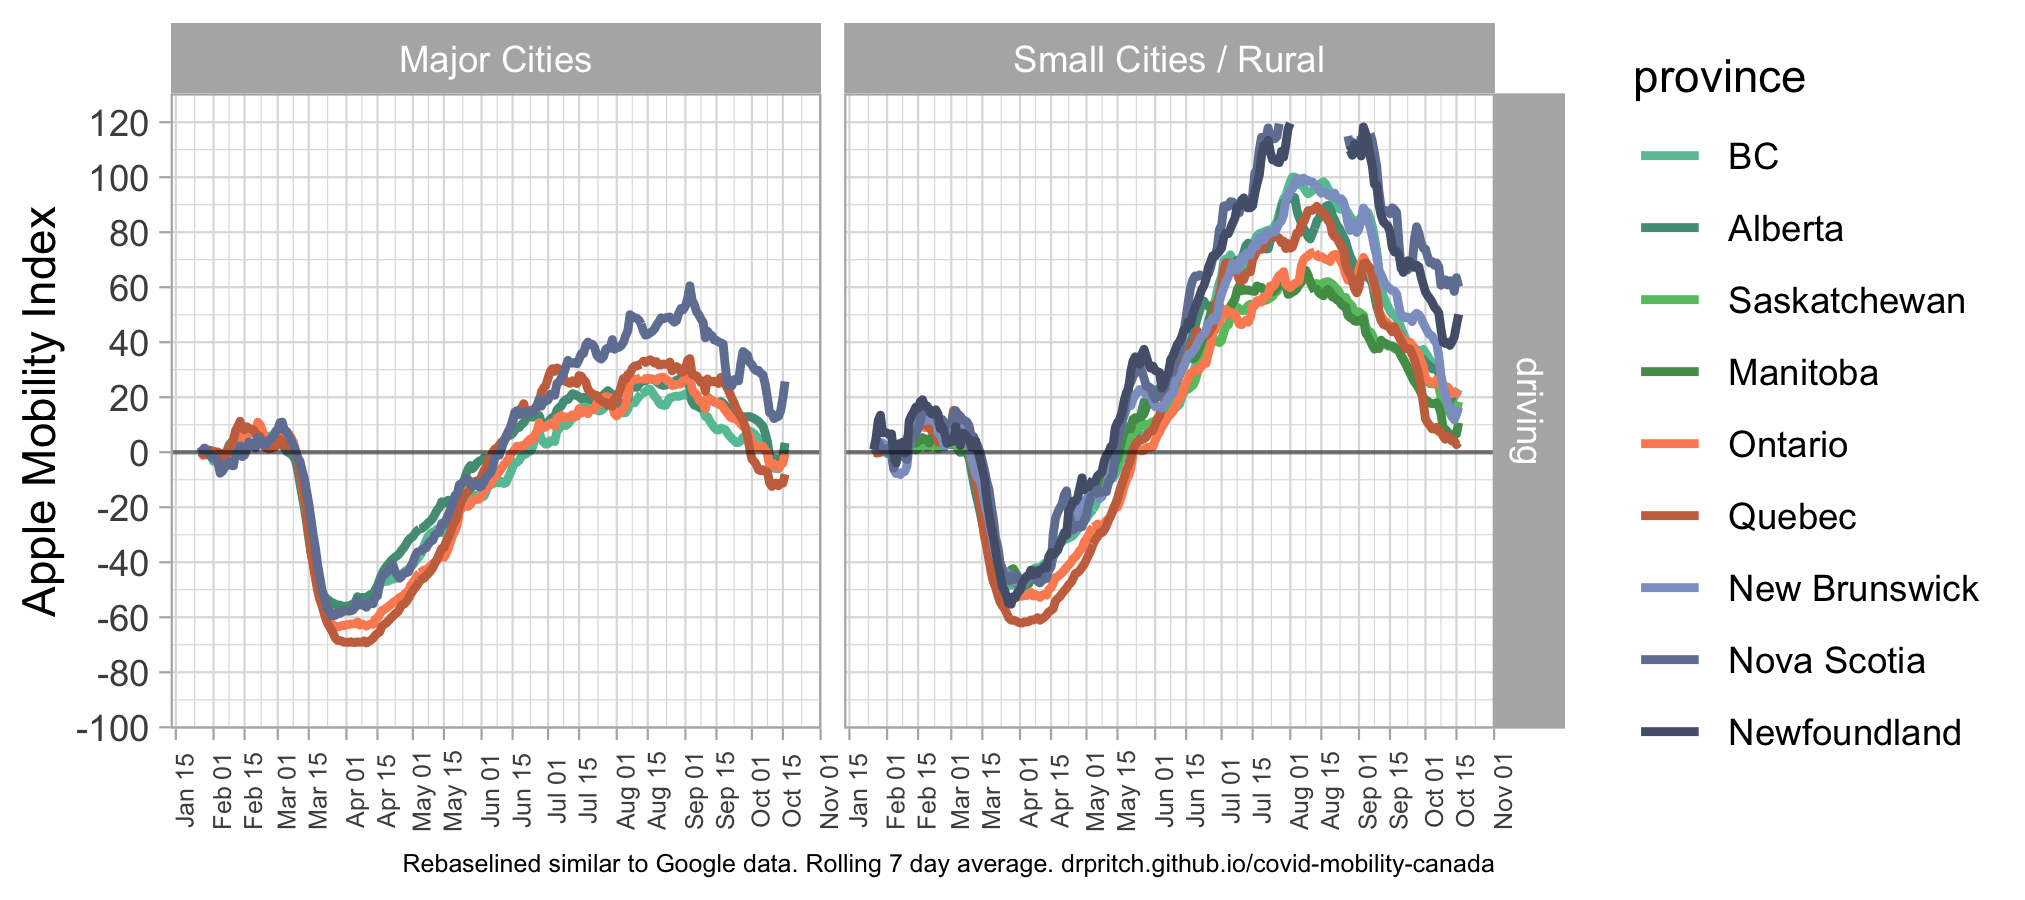 Major Cities
Small Cities / Rural
Apple Mobility Index
120
100
80
60
40
20
0
-20
-40
-60
-80
-100
driving
Jan 15
Feb 01
Feb 15
Mar 01
Mar 15
Apr 01
Apr 15
May 01
May 15
Jun 01
Jun 15
Jul 01
Jul 15
Aug 01
Aug 15
Sep 01
Sep 15
Oct 01
Oct 15
Nov 01
Jan 15
Feb 01
Feb 15
Mar 01
Mar 15
Apr 01
Apr 15
May 01
May 15
Jun 01
Jun 15
Jul 01
Jul 15
Aug 01
Aug 15
Sep 01
Sep 15
Oct 01
Oct 15
Nov 01
Rebaselined similar to Google data. Rolling 7 day average. drpritch.github.io/covid-mobility-canada
province
BC
Alberta
Saskatchewan
Manitoba
Ontario
Quebec
New Brunswick
Nova Scotia
Newfoundland